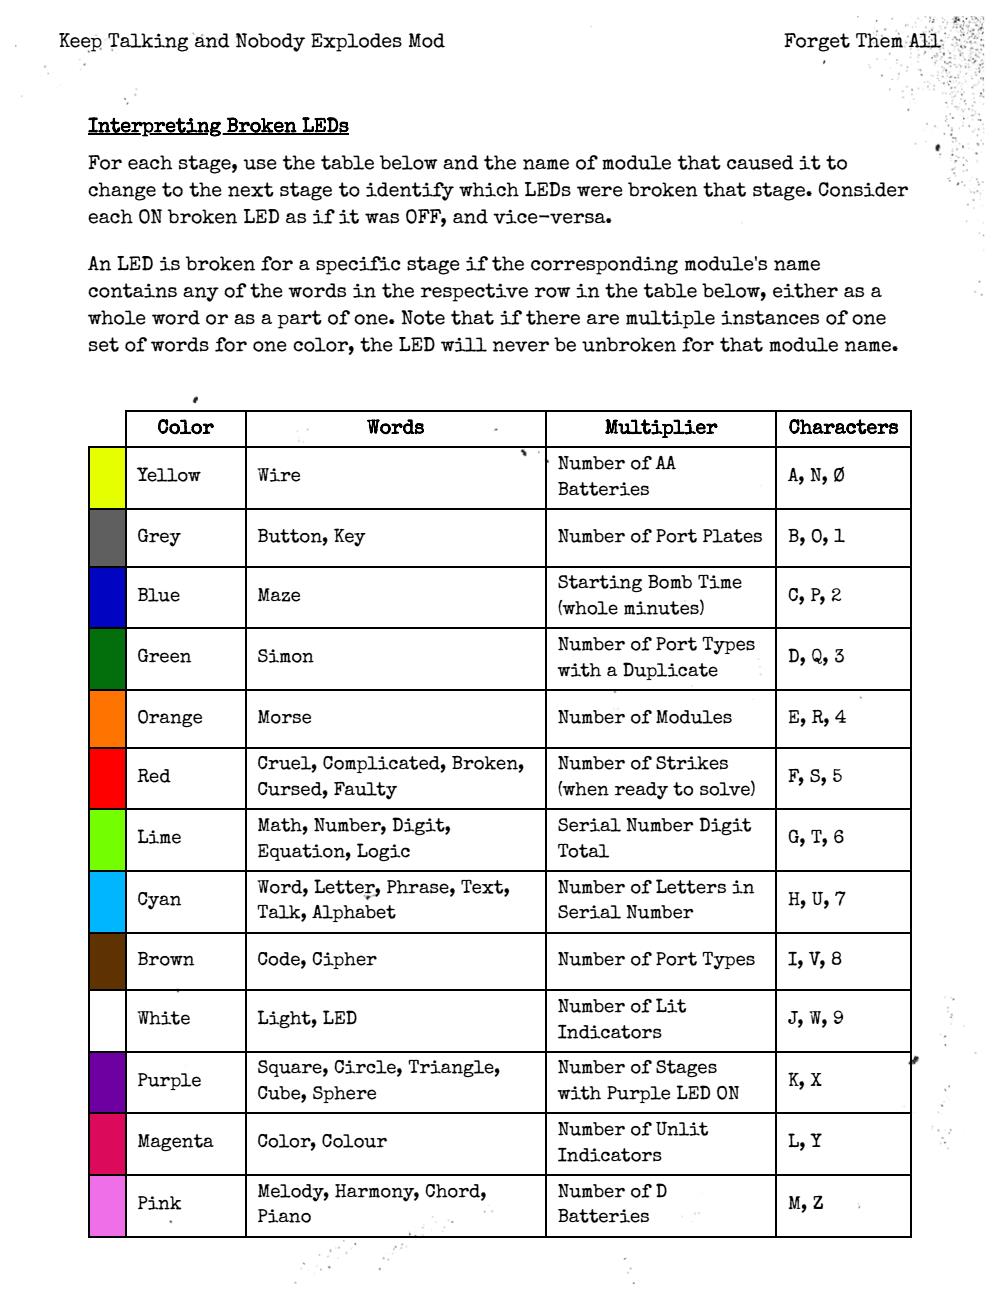 Keep Talking and Nobody Explodes Mod
Forget Them All
Interpreting Broken LEDs
For each stage, use the table below and the name of module that caused it to
change to the next stage to identify which LEDs were broken that stage. Consider
each ON broken LED as if it was OFF, and vice-versa.
An LED is broken for a specific stage if the corresponding module's name
contains any of the words in the respective row in the table below, either as a
whole word or as a part of one. Note that if there are multiple instances of one
set of words for one color, the LED will never be unbroken for that module name.
Color Words Multiplier Characters
Yellow Wire Number of AA
Batteries A, N, Ø
Grey Button, Key Number of Port Plates B, O, 1
Blue Maze Starting Bomb Time
(whole minutes) C, P, 2
Green Simon Number of Port Types
with a Duplicate D, Q, 3
Orange Morse Number of Modules E, R, 4
Red Cruel, Complicated, Broken,
Cursed, Faulty Number of Strikes
(when ready to solve) F, S, 5
Lime Math, Number, Digit,
Equation, Logic Serial Number Digit
Total G, T, 6
Cyan Word, Letter, Phrase, Text,
Talk, Alphabet Number of Letters in
Serial Number H, U, 7
Brown Code, Cipher Number of Port Types I, V, 8
White Light, LED Number of Lit
Indicators J, W, 9
Purple Square, Circle, Triangle,
Cube, Sphere Number of Stages
with Purple LED ON K, X
Magenta Color, Colour Number of Unlit
Indicators L, Y
Pink Melody, Harmony, Chord,
Piano Number of D
Batteries M, Z